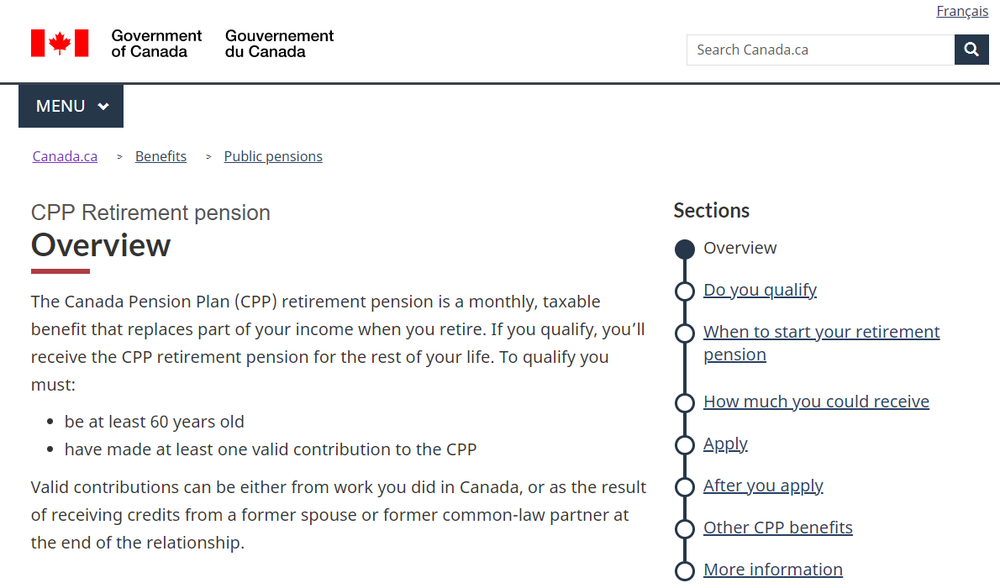 Français
Government of Canada
Gouvernement du Canada
Search Canada.ca
MENU
Canada.ca > Benefits > Public pensions
CPP Retirement pension
Overview
The Canada Pension Plan (CPP) retirement pension is a monthly, taxable
benefit that replaces part of your income when you retire. If you qualify, you’ll
receive the CPP retirement pension for the rest of your life. To qualify you
must:
• be at least 60 years old
• have made at least one valid contribution to the CPP
Valid contributions can be either from work you did in Canada, or as the result
of receiving credits from a former spouse or former common-law partner at
the end of the relationship.
Sections
Overview
Do you qualify
When to start your retirement
pension
How much you could receive
Apply
After you apply
Other CPP benefits
More information